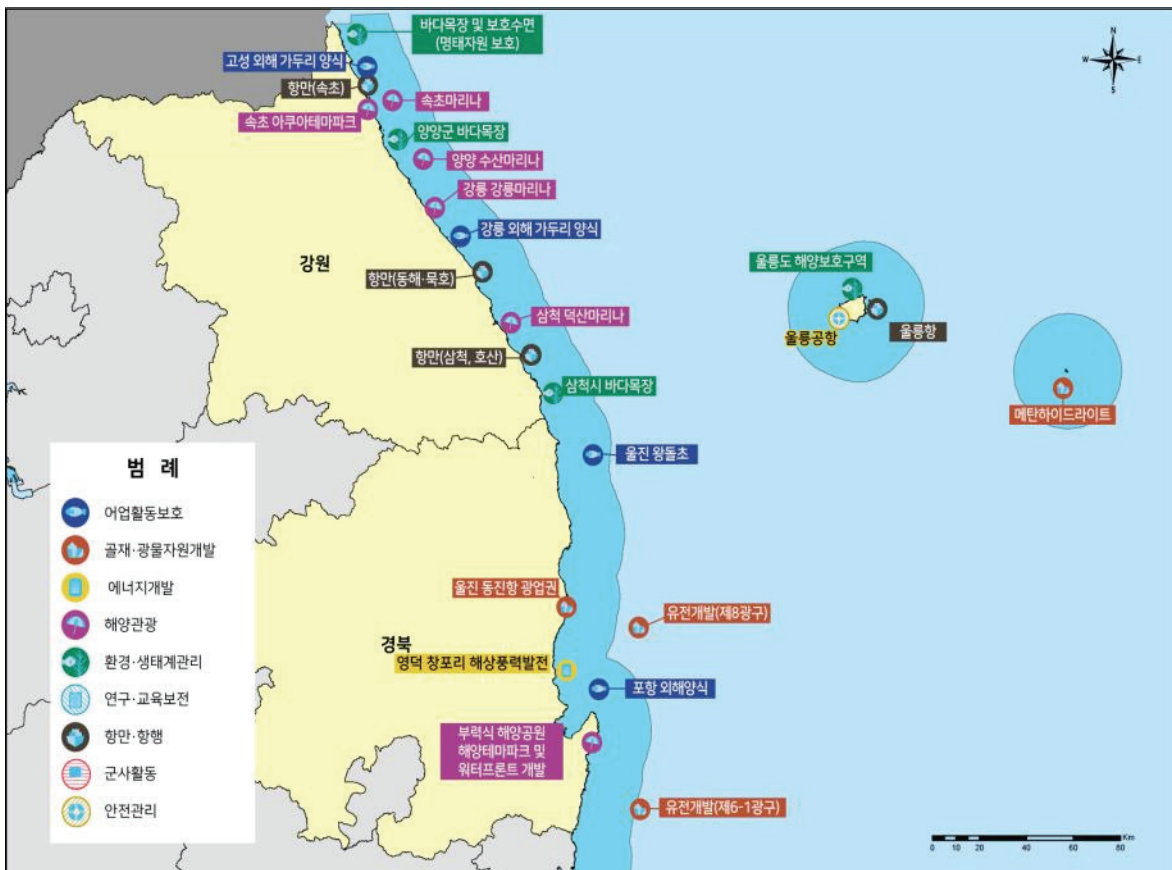 바다목장 및 보호수면
(명태자원 보호)
N
W
E
S
고성 외해 가두리 양식
항만(속초)
속초마리나
속초 아쿠아테마파크
양양군 바다목장
양양 수산마리나
강릉 강릉마리나
강릉 외해 가두리 양식
강원
항만(동해·묵호)
울릉도 해양보호구역
울릉공항
울릉항
삼척 덕산마리나
항만(삼척, 호산)
삼척시 바다목장
메탄하이드라이트
울진 왕돌초
범 례
어업활동보호
골재·광물자원개발
에너지개발
해양관광
환경·생태계관리
연구·교육보전
항만·항행
군사활동
안전관리
울진 동진항 광업권
유전개발(제8광구)
경북
영덕 창포리 해상풍력발전
포항 외해양식
부력식 해양공원
해양테마파크 및
워터프론트 개발
유전개발(제6-1광구)
Km
0 10 20 40 60 80